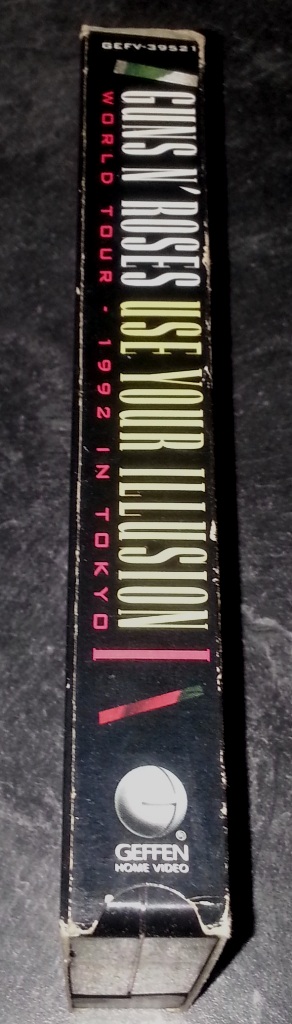 GEFV-39521
GUNS N' ROSES USE YOUR ILLUSION I
WORLD TOUR - 1992 IN TOKYO
G
®
GEFFEN
HOME VIDEO